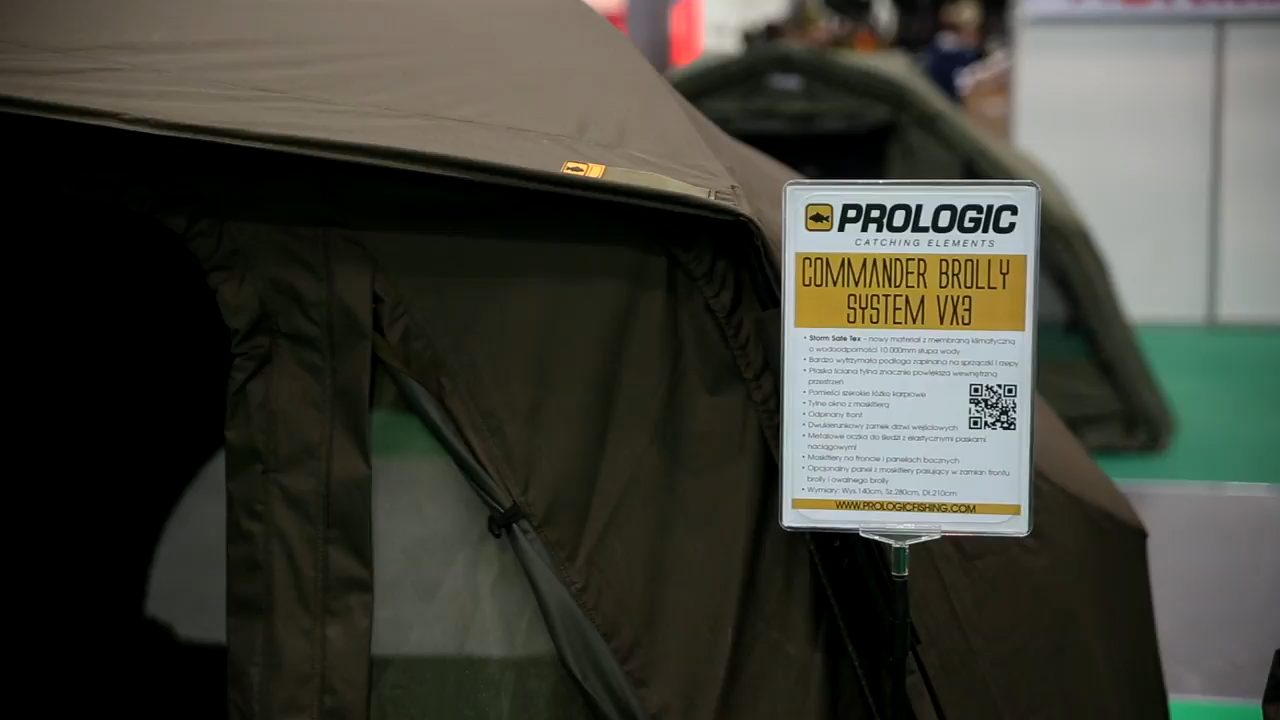 PROLOGIC
CATCHING ELEMENTS
COMMANDER BROLLY
SYSTEM VX3
• Storm Safe Tex - nowy materiał z membraną klimatyczną
o wodoodporności 10 000mm słupa wody
• Bardzo wytrzymała podłoga zapinana na sprzączki i rzepy
• Płaska ściana tylna znacznie powiększa wewnętrzną
przestrzeń
• Pomieści szerokie łóżko karpiowe
• Tylne okno z moskitierą
• Odpinany front
• Dwukierunkowy zamek drzwi wejściowych
• Metalowe oczka do śledzi z elastycznymi paskami
naciągowymi
• Moskitiery na froncie i panelach bocznych
• Opcjonalny panel z moskitiery pasujący w zamian frontu
brolly i owalnego brolly
• Wymiary: Wys.140cm, Sz.280cm, Dł.210cm
WWW.PROLOGICFISHING.COM